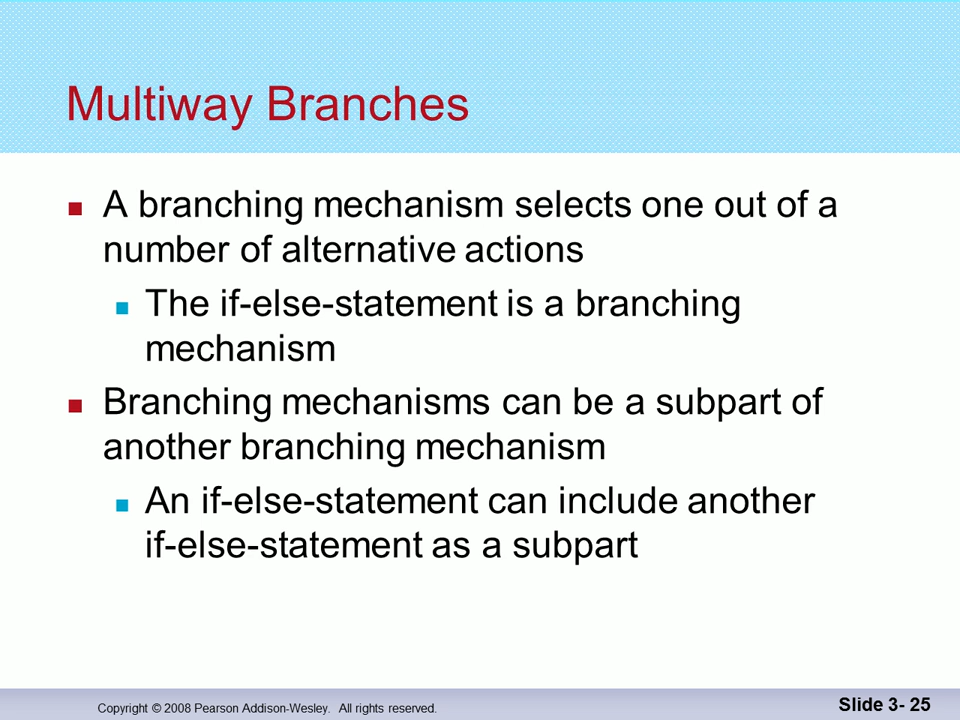 Multiway Branches
A branching mechanism selects one out of a
number of alternative actions
The if-else-statement is a branching
mechanism
Branching mechanisms can be a subpart of
another branching mechanism
An if-else-statement can include another
if-else-statement as a subpart
Copyright © 2008 Pearson Addison-Wesley. All rights reserved.
Slide 3- 25